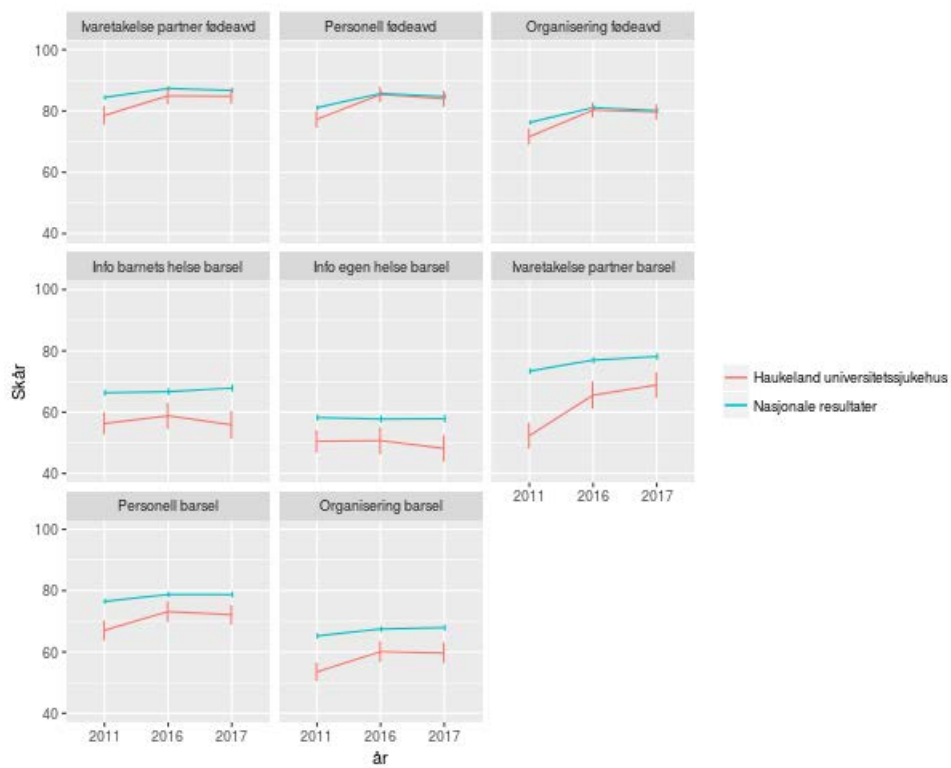 Ivaretakelse partner fødeavd
Personell fødeavd
Organisering fødeavd
100
80
60
40
Info barnets helse barsel
Info egen helse barsel
Ivaretakelse partner barsel
100
80
60
40
2011 2016 2017
Personell barsel
Organisering barsel
100
80
60
40
2011 2016 2017
2011 2016 2017
år
Skår
Haukeland universitetssjukehus
Nasjonale resultater